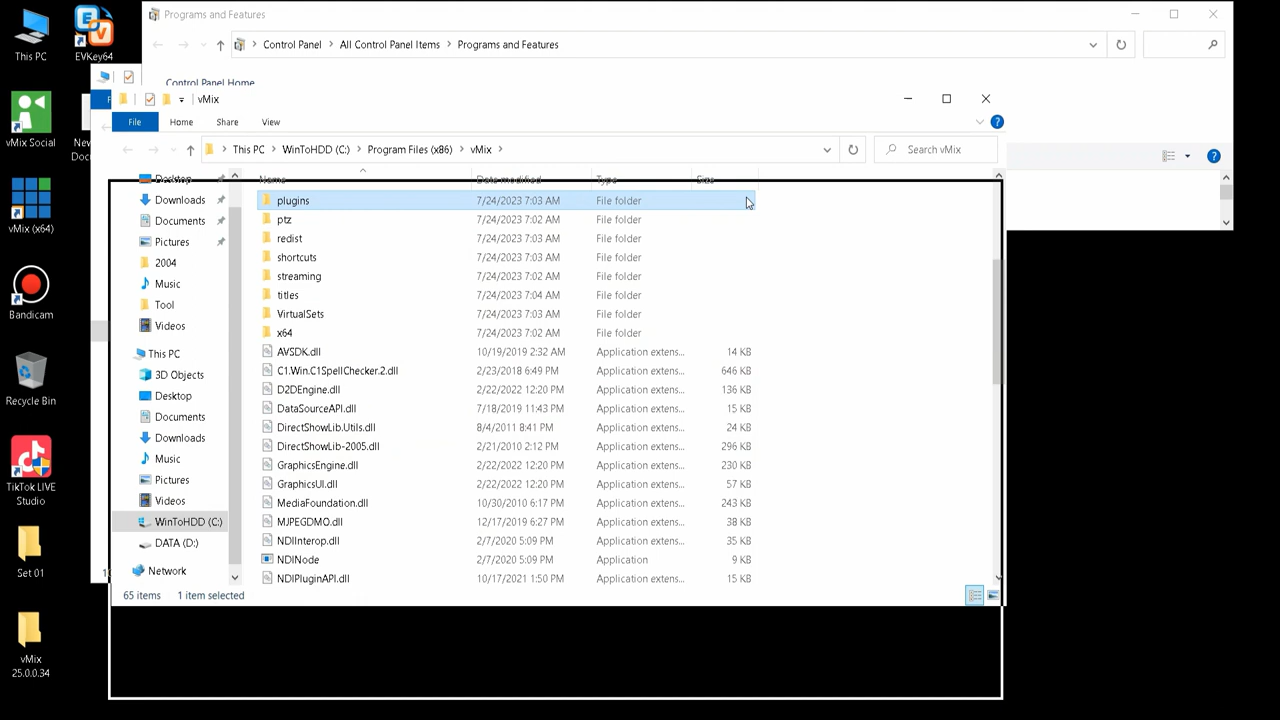 Programs and Features
Control Panel > All Control Panel Items > Programs and Features
Control Panel Home
This PC
EVKey64
vMix Social
vMix (x64)
Bandicam
Recycle Bin
TikTok LIVE
Studio
Set 01
vMix
25.0.0.34
vMix
File Home Share View
This PC > WinToHDD (C:) > Program Files (x86) > vMix >
Search vMix
Desktop
Downloads
Documents
Pictures
2004
Music
Tool
Videos
This PC
3D Objects
Desktop
Documents
Downloads
Music
Pictures
Videos
WinToHDD (C:)
DATA (D:)
Network
Name Date modified Type Size
plugins 7/24/2023 7:03 AM File folder
ptz 7/24/2023 7:02 AM File folder
redist 7/24/2023 7:03 AM File folder
shortcuts 7/24/2023 7:03 AM File folder
streaming 7/24/2023 7:02 AM File folder
titles 7/24/2023 7:04 AM File folder
VirtualSets 7/24/2023 7:03 AM File folder
x64 7/24/2023 7:02 AM File folder
AVSDK.dll 10/19/2019 2:32 AM Application extens... 14 KB
C1.Win.C1SpellChecker.2.dll 2/23/2018 6:49 PM Application extens... 646 KB
D2DEngine.dll 2/22/2022 12:20 PM Application extens... 136 KB
DataSourceAPI.dll 7/18/2019 11:43 PM Application extens... 15 KB
DirectShowLib.Utils.dll 8/4/2011 8:41 PM Application extens... 24 KB
DirectShowLib-2005.dll 2/21/2010 2:12 PM Application extens... 296 KB
GraphicsEngine.dll 2/22/2022 12:20 PM Application extens... 230 KB
GraphicsUI.dll 2/22/2022 12:20 PM Application extens... 57 KB
MediaFoundation.dll 10/30/2010 6:17 PM Application extens... 243 KB
MJPEGDMO.dll 12/17/2019 6:27 PM Application extens... 38 KB
NDIInterop.dll 2/7/2020 5:09 PM Application extens... 35 KB
NDINode 2/7/2020 5:09 PM Application 9 KB
NDIPluginAPI.dll 10/17/2021 1:50 PM Application extens... 15 KB
65 items 1 item selected